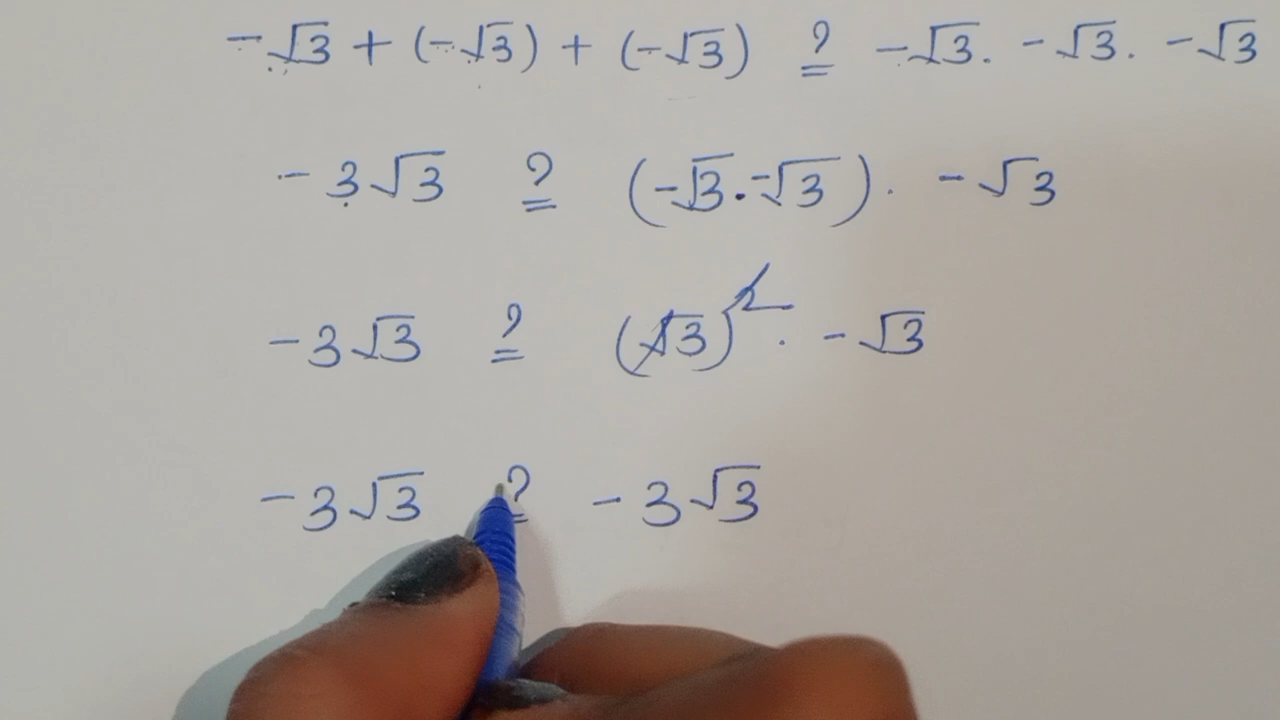 -√3 + (-√3) + (-√3) ≟ -√3. -√3. -√3
-3√3 ≟ (-√3.-√3). -√3
-3√3 ≟ (√3)². -√3
-3√3 ≟ -3√3